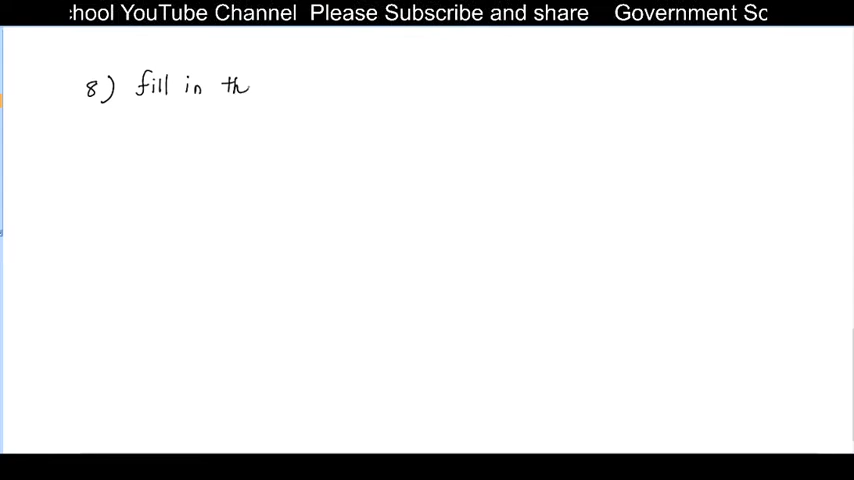 hool YouTube Channel Please Subscribe and share Government Sc
8) fill in th